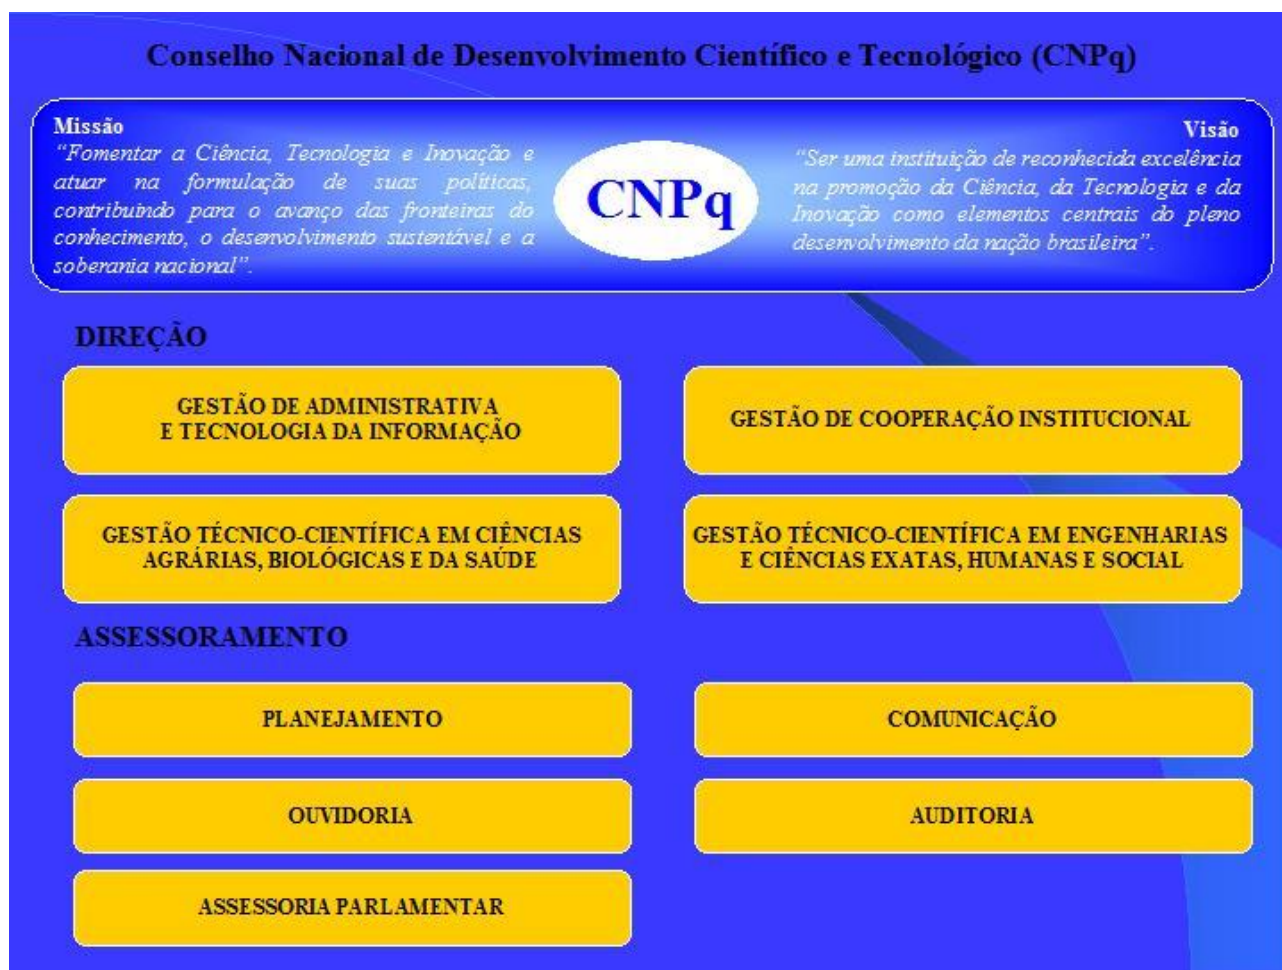 Conselho Nacional de Desenvolvimento Científico e Tecnológico (CNPq)
Missão
“Fomentar a Ciência, Tecnologia e Inovação e
atuar na formulação de suas políticas,
contribuindo para o avanço das fronteiras do
conhecimento, o desenvolvimento sustentável e a
soberania nacional”.
CNPq
Visão
“Ser uma instituição de reconhecida excelência
na promoção da Ciência, da Tecnologia e da
Inovação como elementos centrais do pleno
desenvolvimento da nação brasileira”.
DIREÇÃO
GESTÃO DE ADMINISTRATIVA
E TECNOLOGIA DA INFORMAÇÃO
GESTÃO DE COOPERAÇÃO INSTITUCIONAL
GESTÃO TÉCNICO-CIENTÍFICA EM CIÊNCIAS
AGRÁRIAS, BIOLÓGICAS E DA SAÚDE
GESTÃO TÉCNICO-CIENTÍFICA EM ENGENHARIAS
E CIÊNCIAS EXATAS, HUMANAS E SOCIAL
ASSESSORAMENTO
PLANEJAMENTO
COMUNICAÇÃO
OUVIDORIA
AUDITORIA
ASSESSORIA PARLAMENTAR